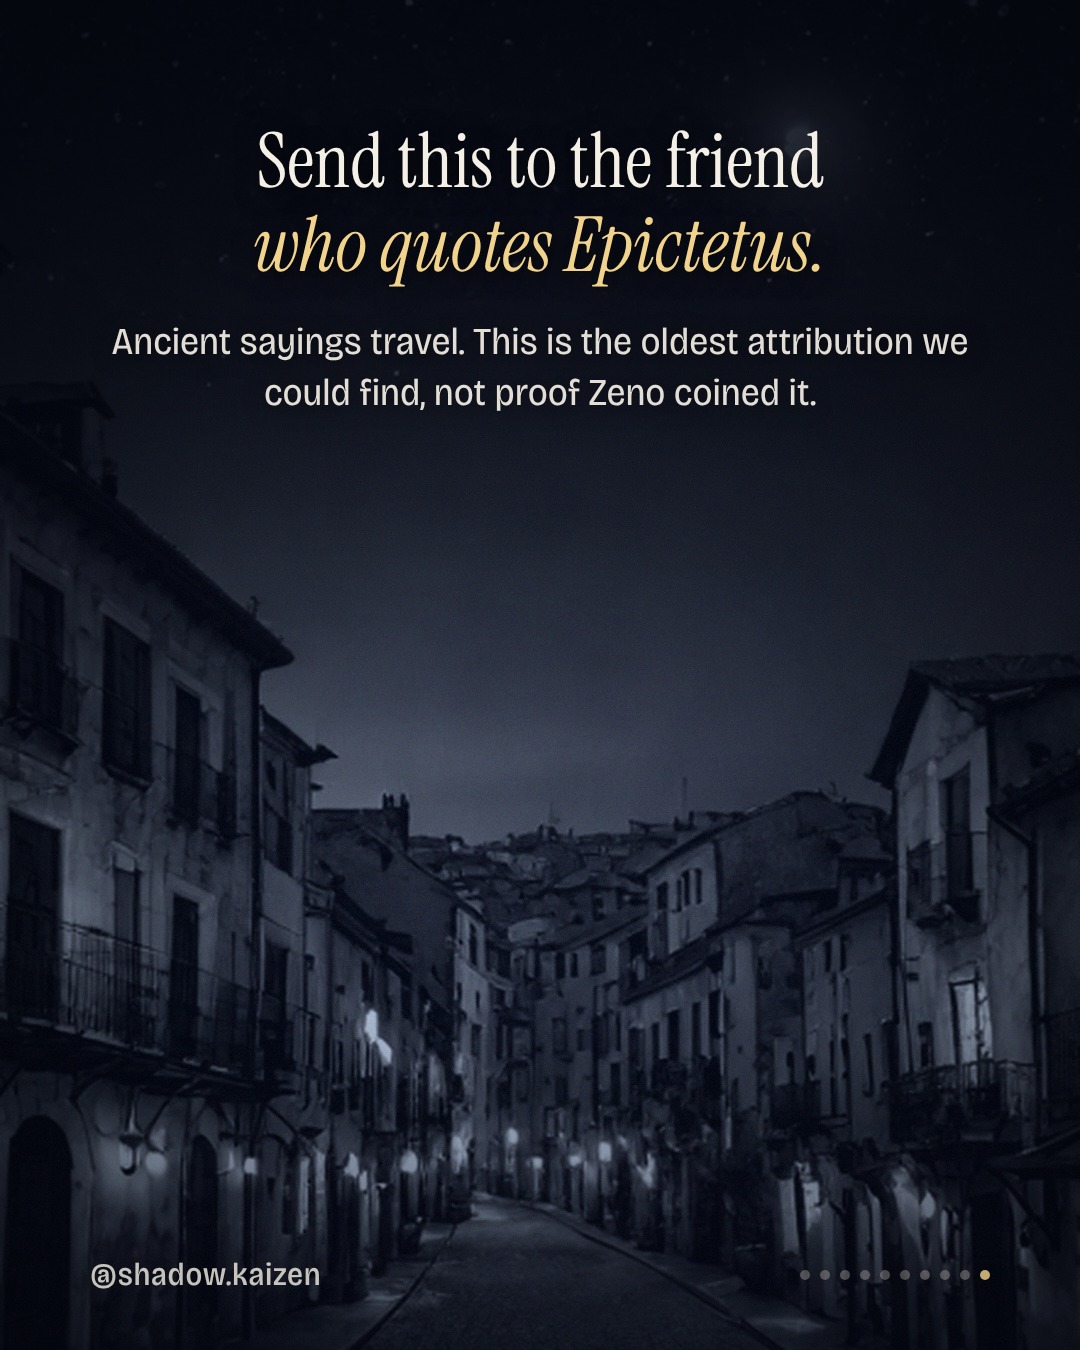 Send this to the friend
who quotes Epictetus.
Ancient sayings travel. This is the oldest attribution we
could find, not proof Zeno coined it.
@shadow.kaizen